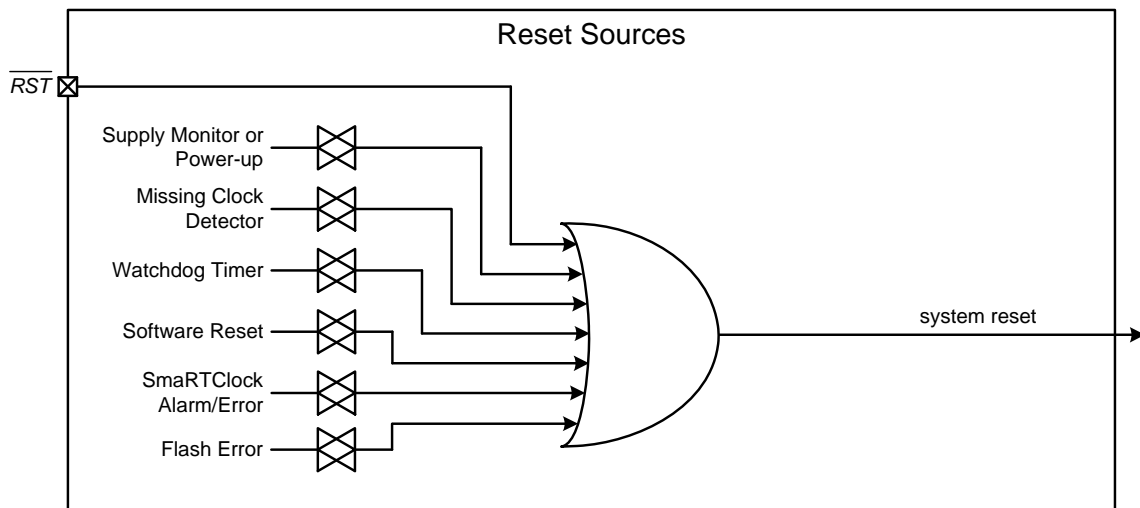 Reset Sources
RST
Supply Monitor or
Power-up
Missing Clock
Detector
Watchdog Timer
Software Reset
SmaRTClock
Alarm/Error
Flash Error
system reset